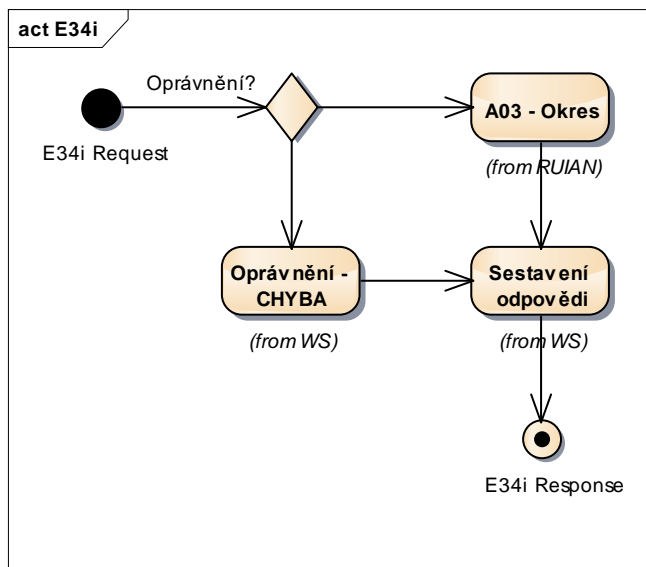 act E34i
Oprávnění?
E34i Request
A03 - Okres
(from RUIAN)
Oprávnění -
CHYBA
(from WS)
Sestavení
odpovědi
(from WS)
E34i Response